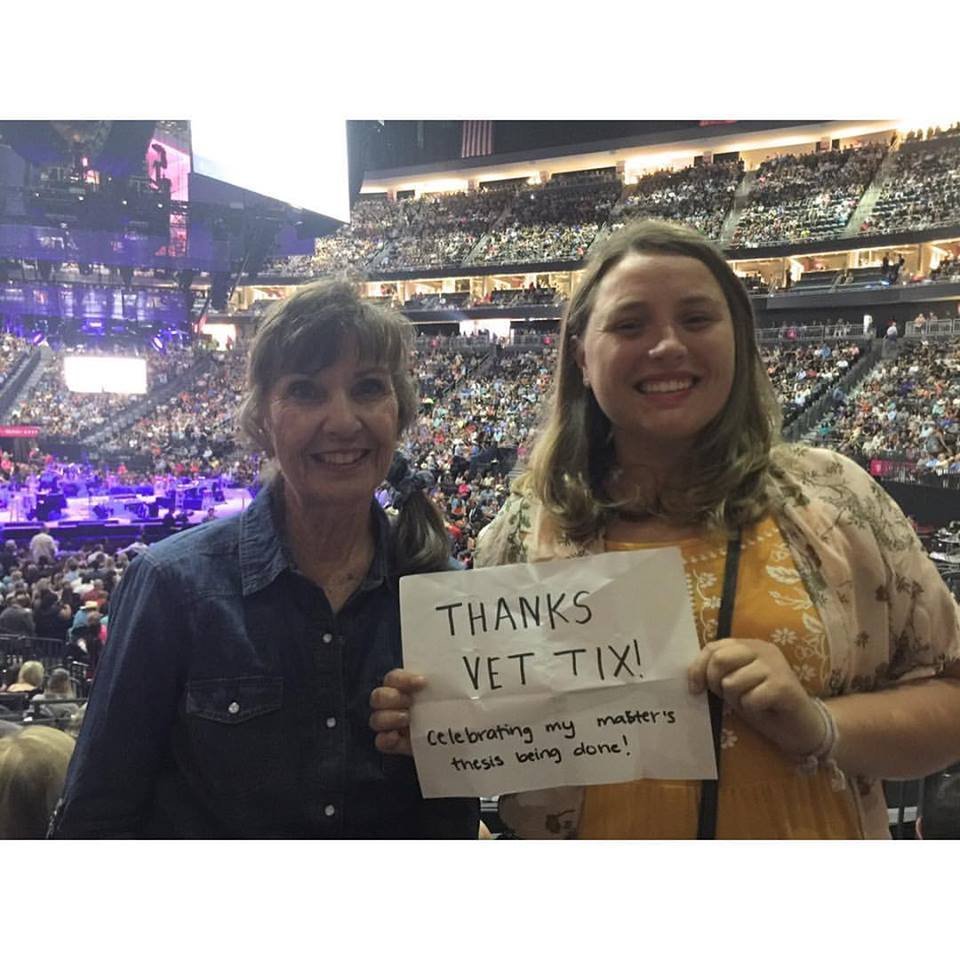 THANKS
VET TIX!
celebrating my master's
thesis being done!